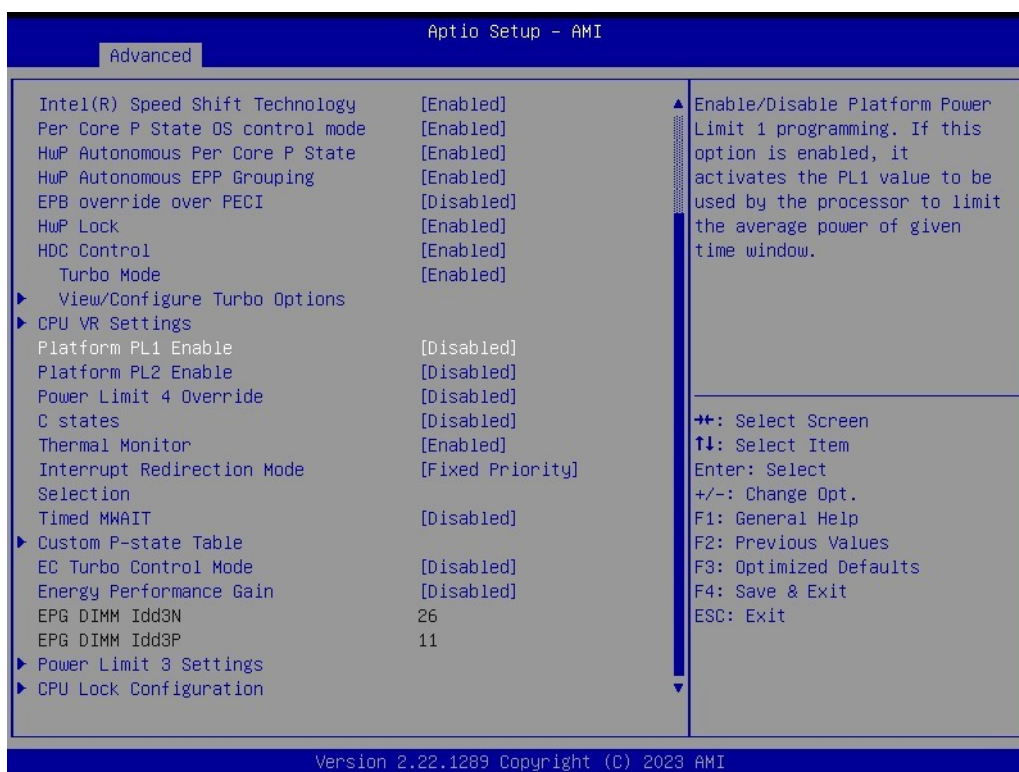 Aptio Setup - AMI
Advanced
Intel(R) Speed Shift Technology [Enabled]
Per Core P State OS control mode [Enabled]
HwP Autonomous Per Core P State [Enabled]
HwP Autonomous EPP Grouping [Enabled]
EPB override over PECI [Disabled]
HwP Lock [Enabled]
HDC Control [Enabled]
Turbo Mode [Enabled]
View/Configure Turbo Options
CPU VR Settings
Platform PL1 Enable [Disabled]
Platform PL2 Enable [Disabled]
Power Limit 4 Override [Disabled]
C states [Disabled]
Thermal Monitor [Enabled]
Interrupt Redirection Mode [Fixed Priority]
Selection
Timed MWAIT [Disabled]
Custom P-state Table
EC Turbo Control Mode [Disabled]
Energy Performance Gain [Disabled]
EPG DIMM Idd3N 26
EPG DIMM Idd3P 11
Power Limit 3 Settings
CPU Lock Configuration
Enable/Disable Platform Power
Limit 1 programming. If this
option is enabled, it
activates the PL1 value to be
used by the processor to limit
the average power of given
time window.
→←: Select Screen
↑↓: Select Item
Enter: Select
+/-: Change Opt.
F1: General Help
F2: Previous Values
F3: Optimized Defaults
F4: Save & Exit
ESC: Exit
Version 2.22.1289 Copyright (C) 2023 AMI